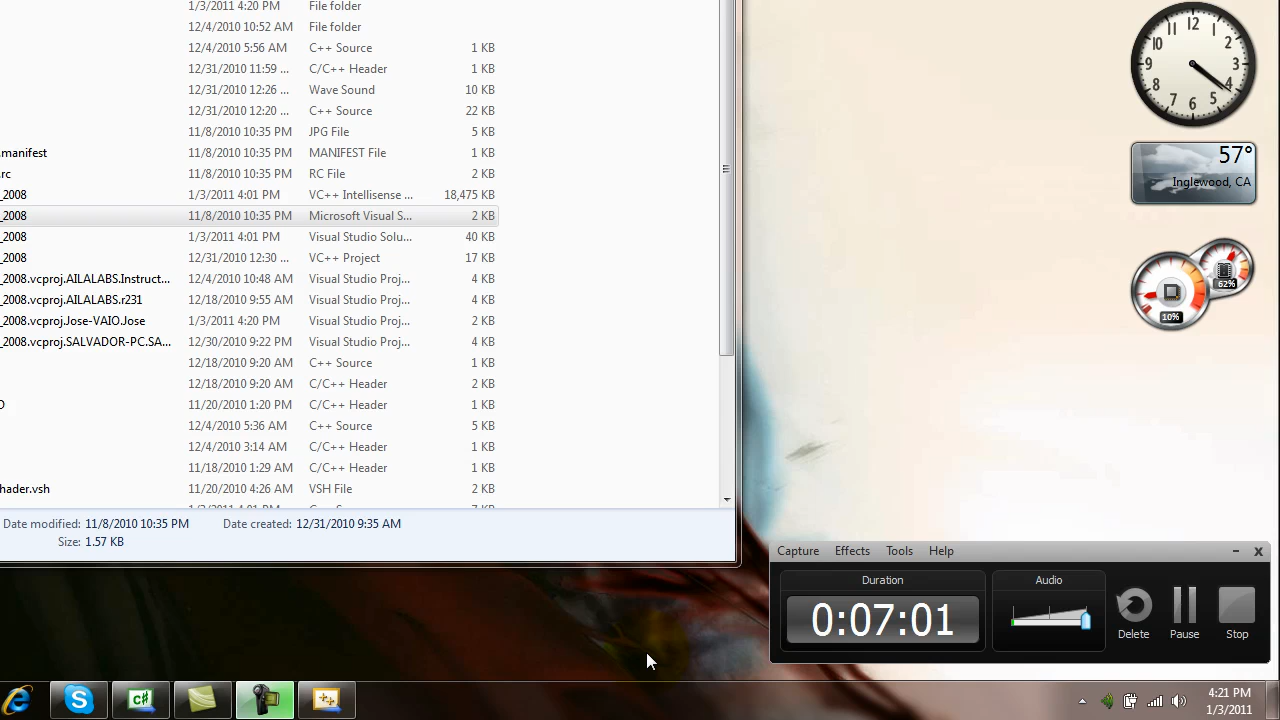 1/3/2011 4:20 PM File folder
12/4/2010 10:52 AM File folder
12/4/2010 5:56 AM C++ Source 1 KB
12/31/2010 11:59 ... C/C++ Header 1 KB
12/31/2010 12:26 ... Wave Sound 10 KB
12/31/2010 12:20 ... C++ Source 22 KB
11/8/2010 10:35 PM JPG File 5 KB
.manifest 11/8/2010 10:35 PM MANIFEST File 1 KB
.rc 11/8/2010 10:35 PM RC File 2 KB
_2008 1/3/2011 4:01 PM VC++ Intellisense ... 18,475 KB
_2008 11/8/2010 10:35 PM Microsoft Visual S... 2 KB
_2008 1/3/2011 4:01 PM Visual Studio Solu... 40 KB
_2008 12/31/2010 12:30 ... VC++ Project 17 KB
_2008.vcproj.AILALABS.Instruct... 12/4/2010 10:48 AM Visual Studio Proj... 4 KB
_2008.vcproj.AILALABS.r231 12/18/2010 9:55 AM Visual Studio Proj... 4 KB
_2008.vcproj.Jose-VAIO.Jose 1/3/2011 4:20 PM Visual Studio Proj... 2 KB
_2008.vcproj.SALVADOR-PC.SA... 12/30/2010 9:22 PM Visual Studio Proj... 4 KB
12/18/2010 9:20 AM C++ Source 1 KB
12/18/2010 9:20 AM C/C++ Header 2 KB
11/20/2010 1:20 PM C/C++ Header 1 KB
12/4/2010 5:36 AM C++ Source 5 KB
12/4/2010 3:14 AM C/C++ Header 1 KB
11/18/2010 1:29 AM C/C++ Header 1 KB
hader.vsh 11/20/2010 4:26 AM VSH File 2 KB
Date modified: 11/8/2010 10:35 PM Date created: 12/31/2010 9:35 AM
Size: 1.57 KB
12 1 2 3 4 5 6 7 8 9 10 11
57°
Inglewood, CA
62%
10%
Capture Effects Tools Help
Duration
0:07:01
Audio
Delete
Pause
Stop
C#
4:21 PM
1/3/2011